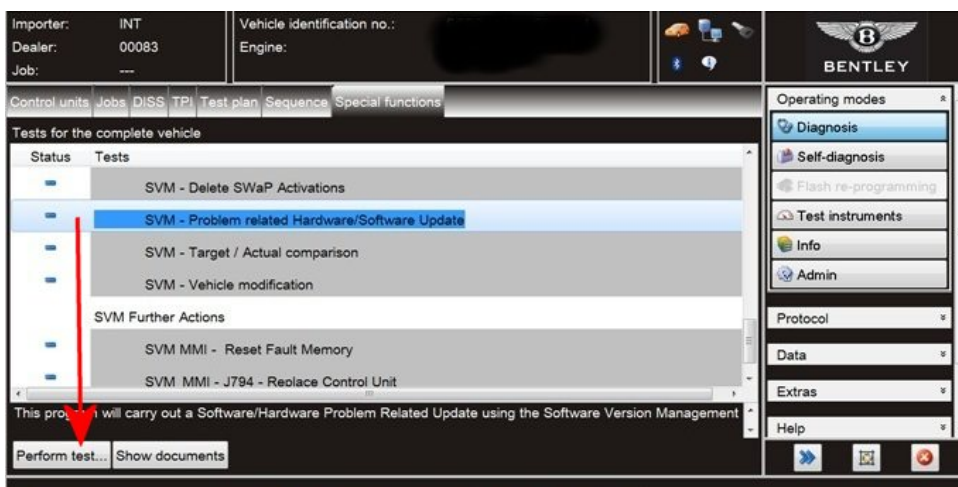 Importer: INT
Dealer: 00083
Job: ---
Vehicle identification no.:
Engine:
BENTLEY
Control units Jobs DISS TPI Test plan Sequence Special functions
Tests for the complete vehicle
Status Tests
SVM - Delete SWaP Activations
SVM - Problem related Hardware/Software Update
SVM - Target / Actual comparison
SVM - Vehicle modification
SVM Further Actions
SVM MMI - Reset Fault Memory
SVM MMI - J794 - Replace Control Unit
This program will carry out a Software/Hardware Problem Related Update using the Software Version Management
Perform test... Show documents
Operating modes
Diagnosis
Self-diagnosis
Flash re-programming
Test instruments
Info
Admin
Protocol
Data
Extras
Help